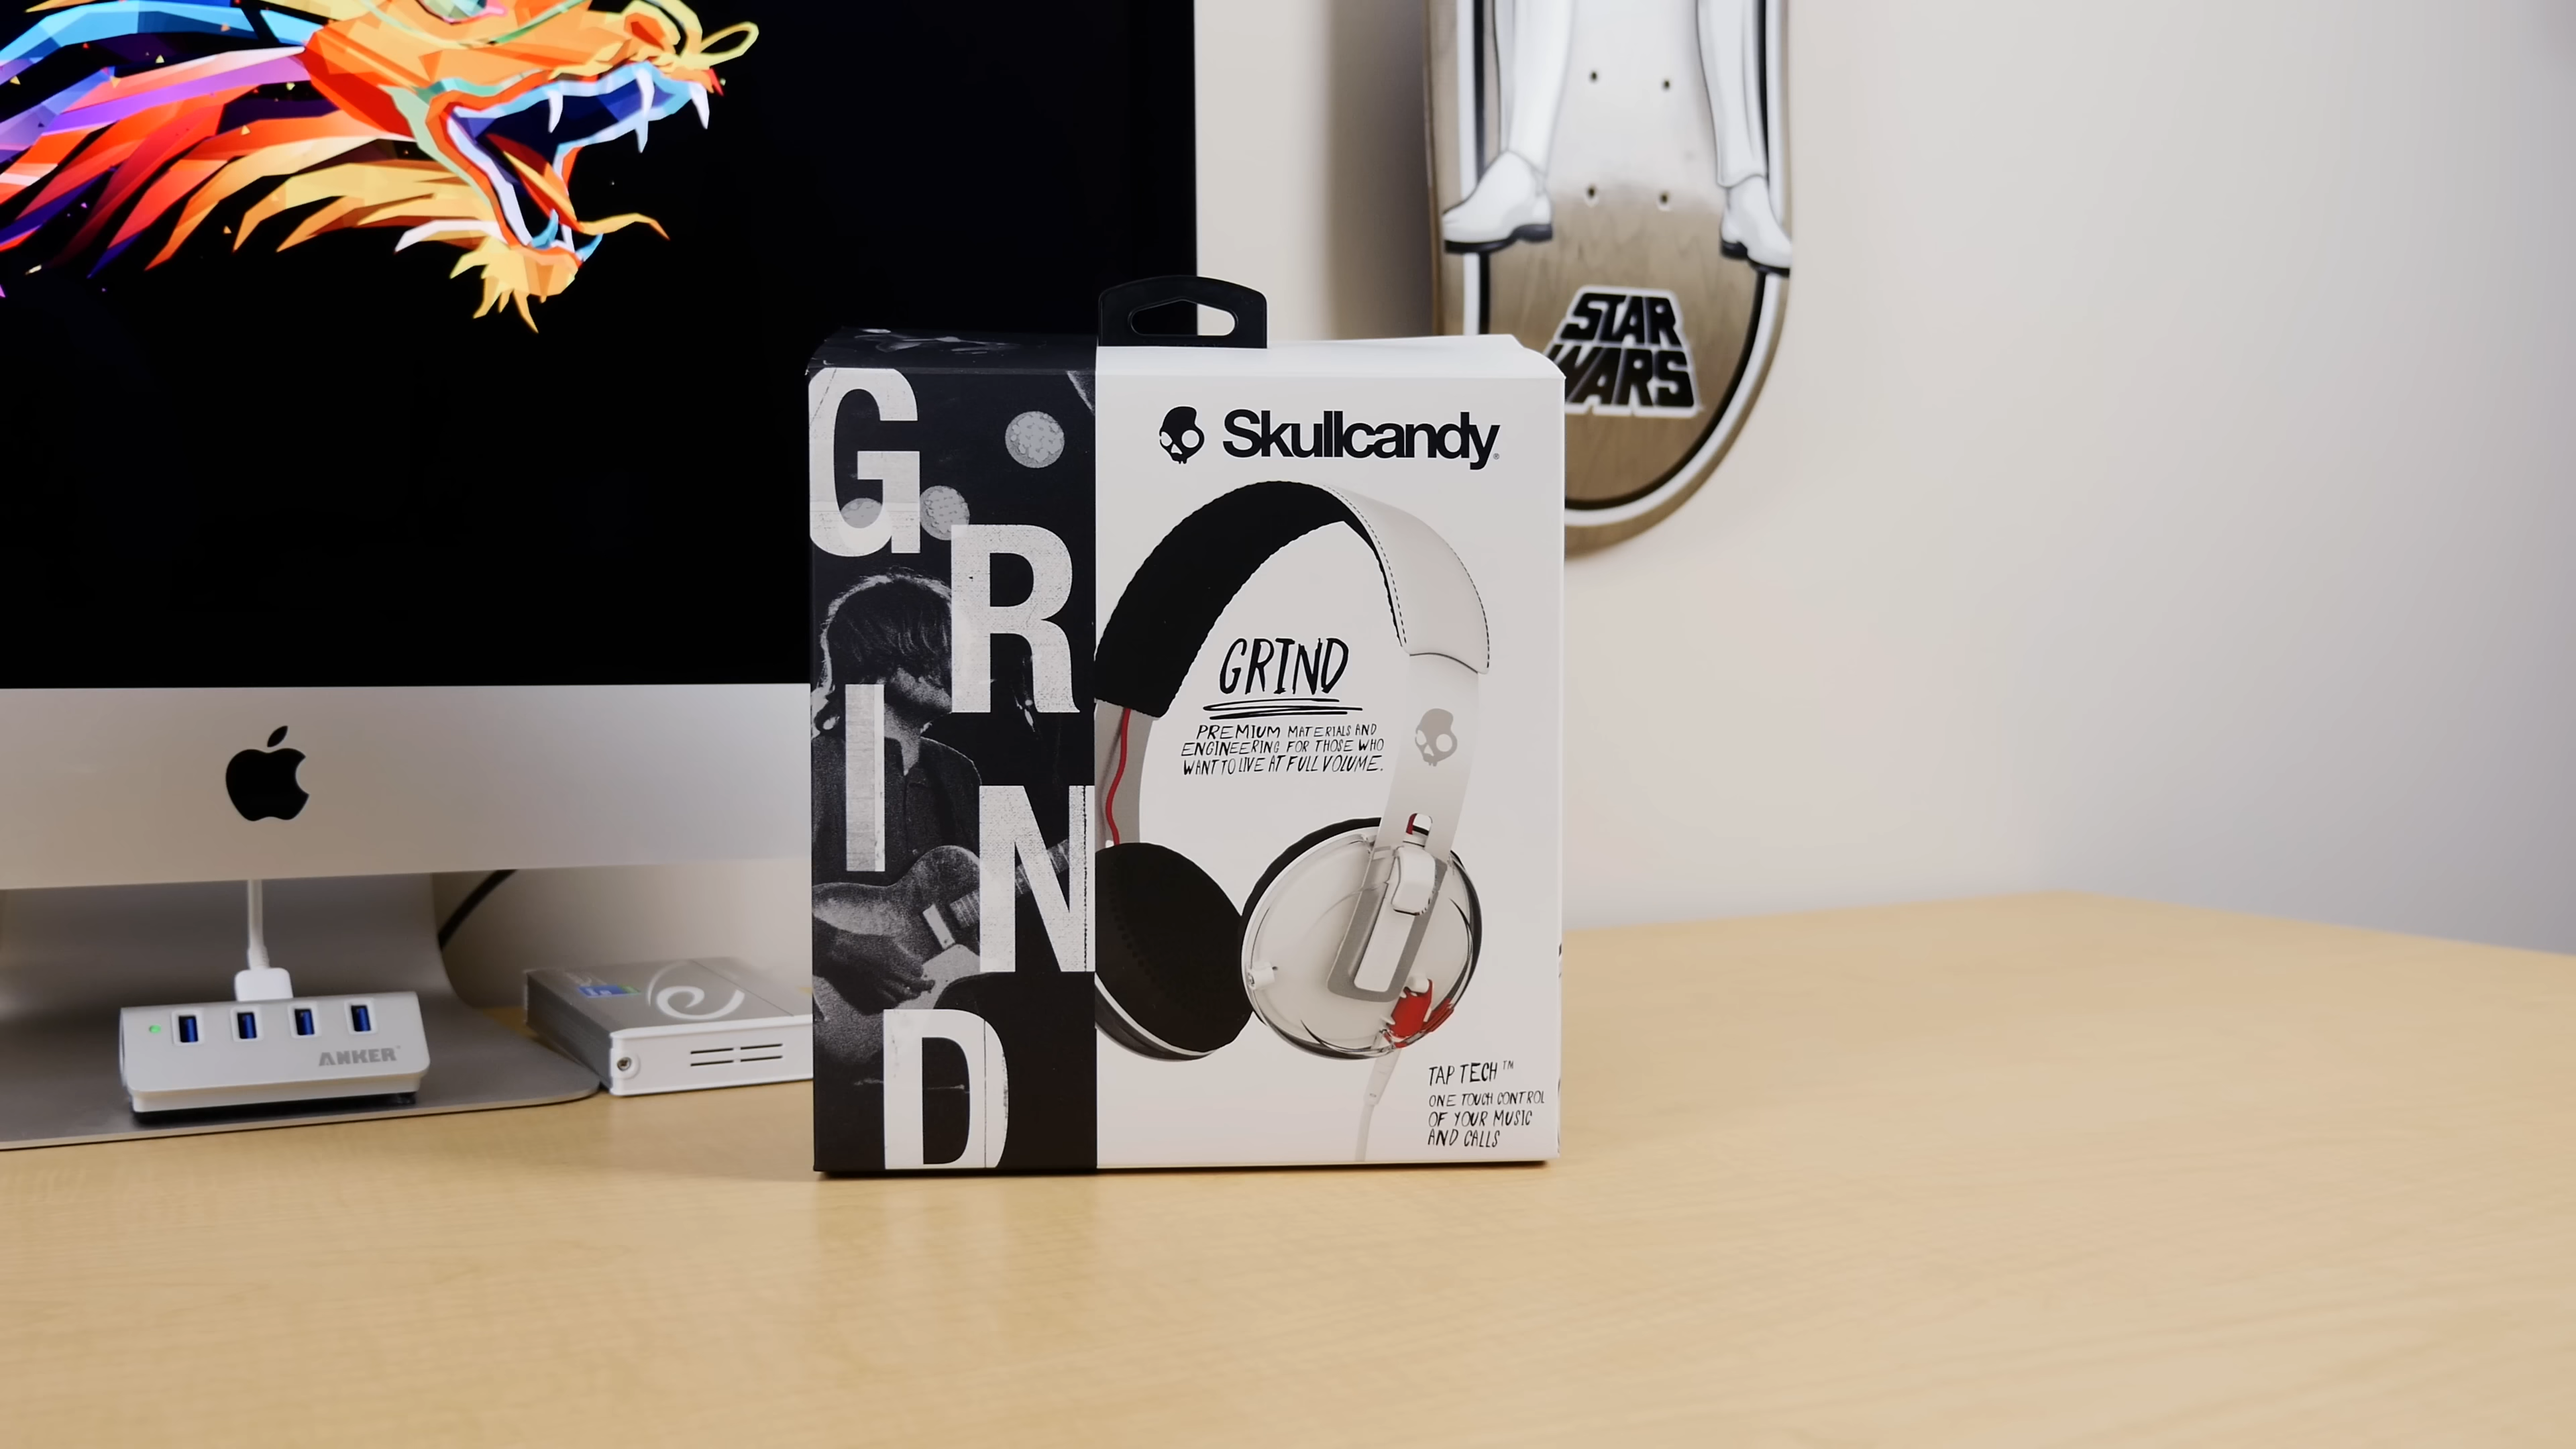 STAR
WARS
Skullcandy
GRIND
GRIND
PREMIUM MATERIALS AND
ENGINEERING FOR THOSE WHO
WANT TO LIVE AT FULL VOLUME.
TAP TECH™
ONE TOUCH CONTROL
OF YOUR MUSIC
AND CALLS
ANKER